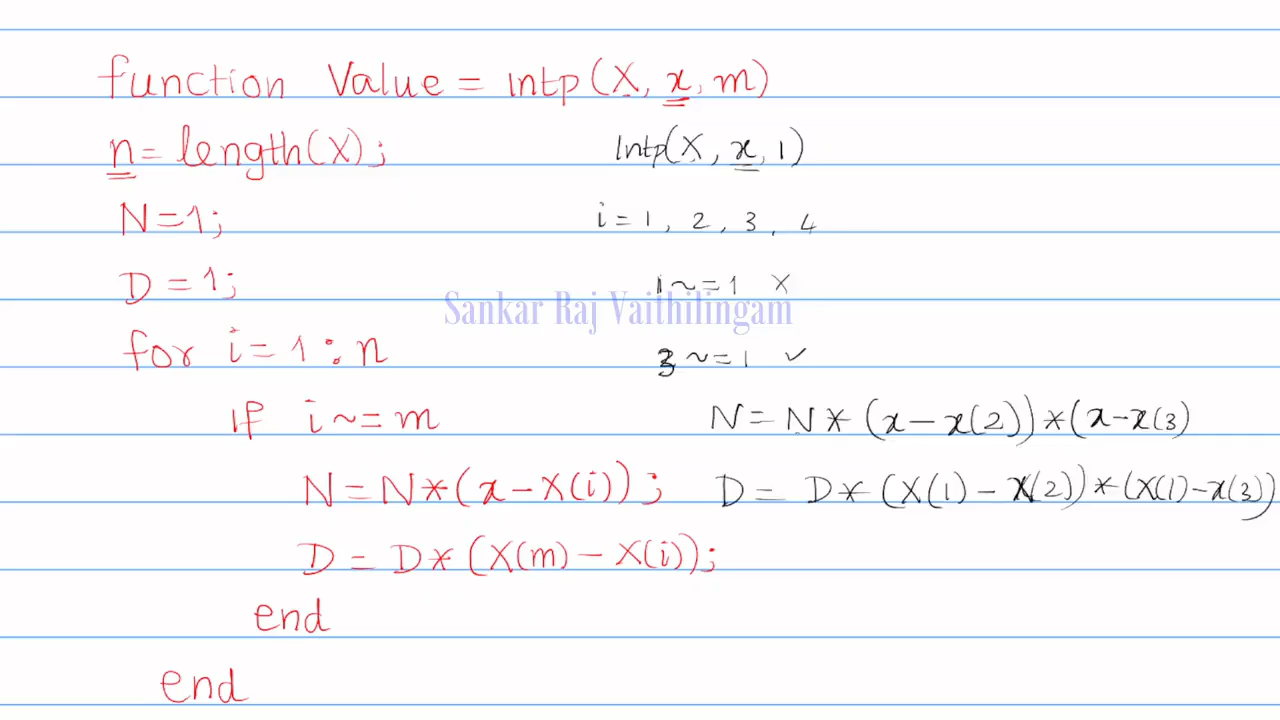 function Value = intp(X, x, m)
n = length(X);
Intp(X, x, 1)
N=1;
i = 1, 2, 3, 4
D = 1;
1 ~= 1 ×
Sankar Raj Vaithilingam
for i = 1 : n
3 ~= 1 ✓
if i ~= m
N = N * (x - x(2)) * (x - x(3)
N = N * (x - X(i));
D = D * (X(1) - X(2)) * (X(1) - x(3))
D = D * (X(m) - X(i));
end
end